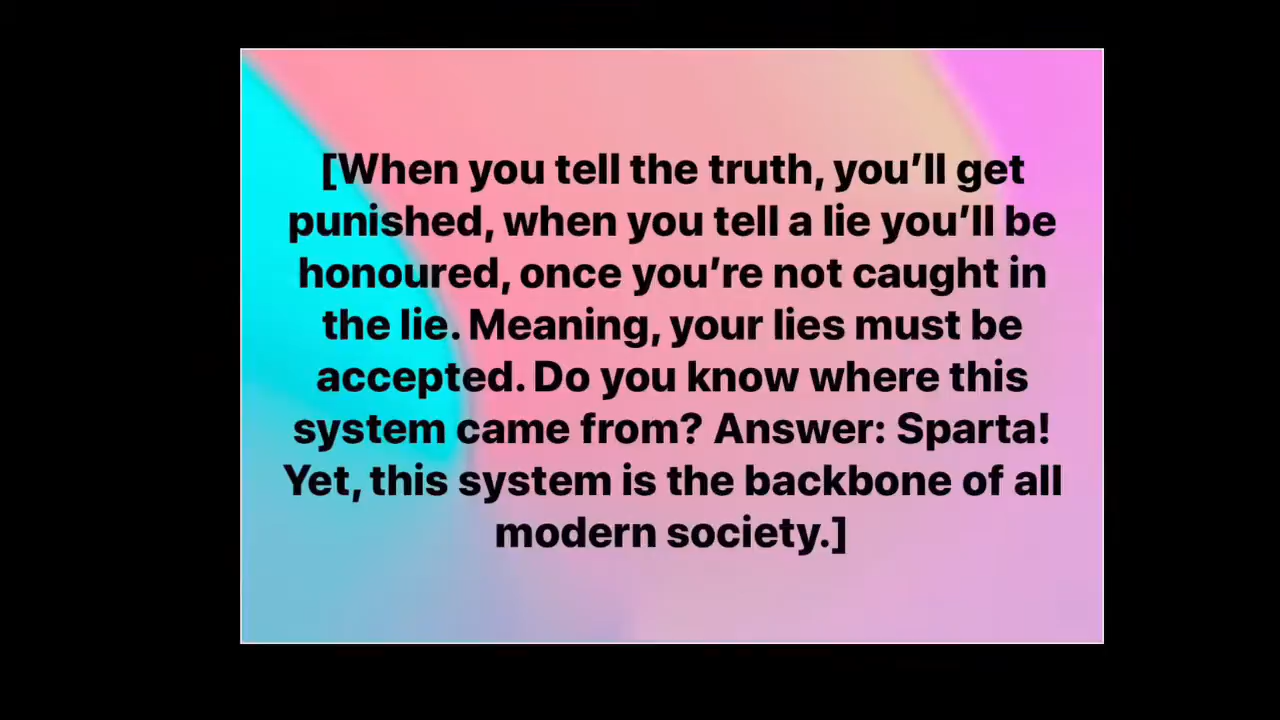 [When you tell the truth, you’ll get
punished, when you tell a lie you’ll be
honoured, once you’re not caught in
the lie. Meaning, your lies must be
accepted. Do you know where this
system came from? Answer: Sparta!
Yet, this system is the backbone of all
modern society.]